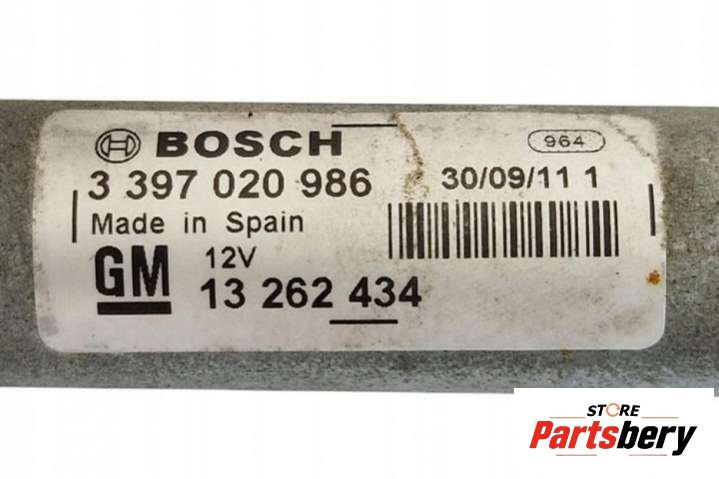 BOSCH
964
3 397 020 986
30/09/11 1
Made in Spain
GM
12V
13 262 434
STORE
Partsbery